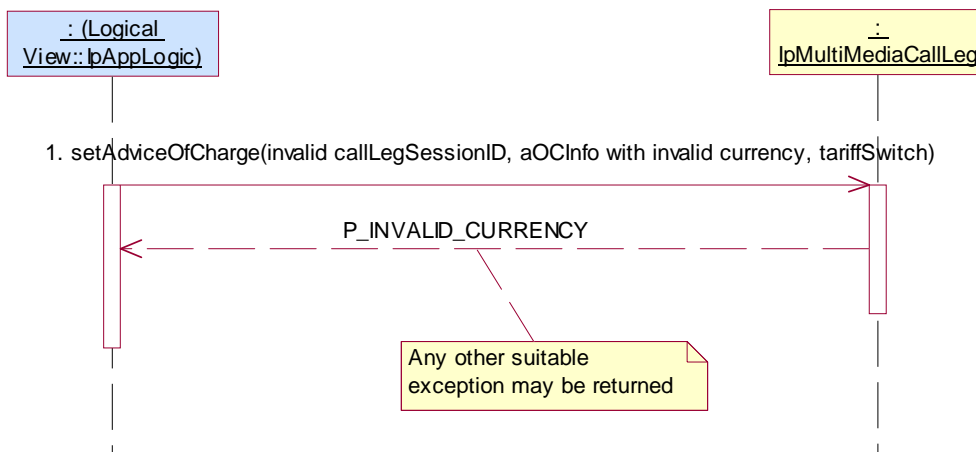 : (Logical
View::IpAppLogic)
:
IpMultiMediaCallLeg
1. setAdviceOfCharge(invalid callLegSessionID, aOCInfo with invalid currency, tariffSwitch)
P_INVALID_CURRENCY
Any other suitable
exception may be returned